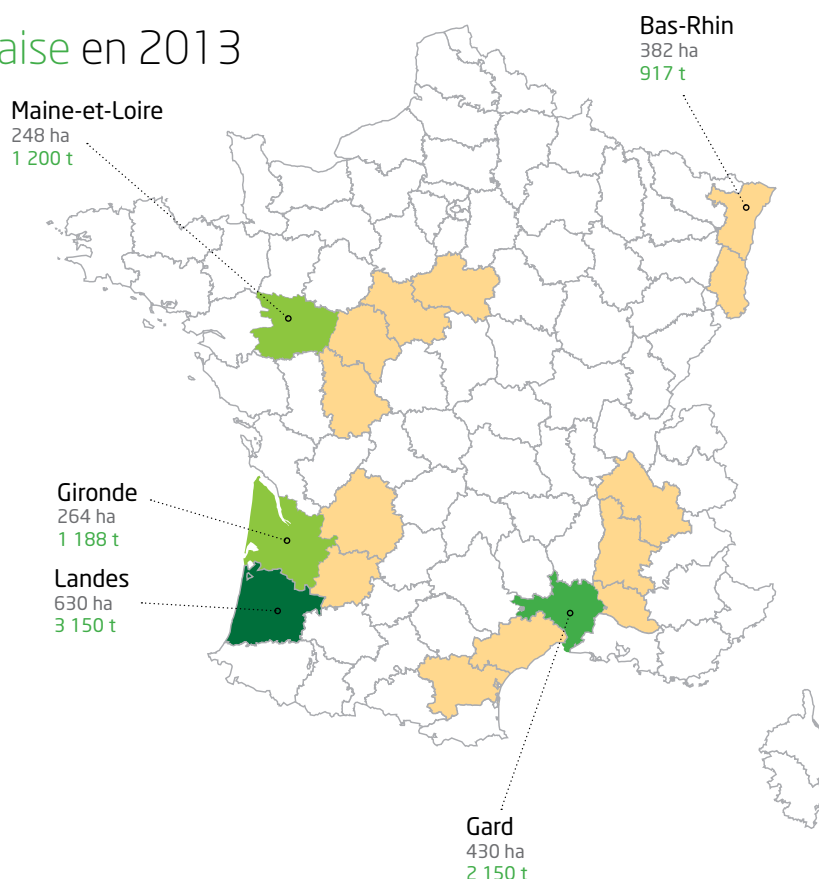 aise en 2013
Bas-Rhin
382 ha
917 t
Maine-et-Loire
248 ha
1 200 t
Gironde
264 ha
1 188 t
Landes
630 ha
3 150 t
Gard
430 ha
2 150 t